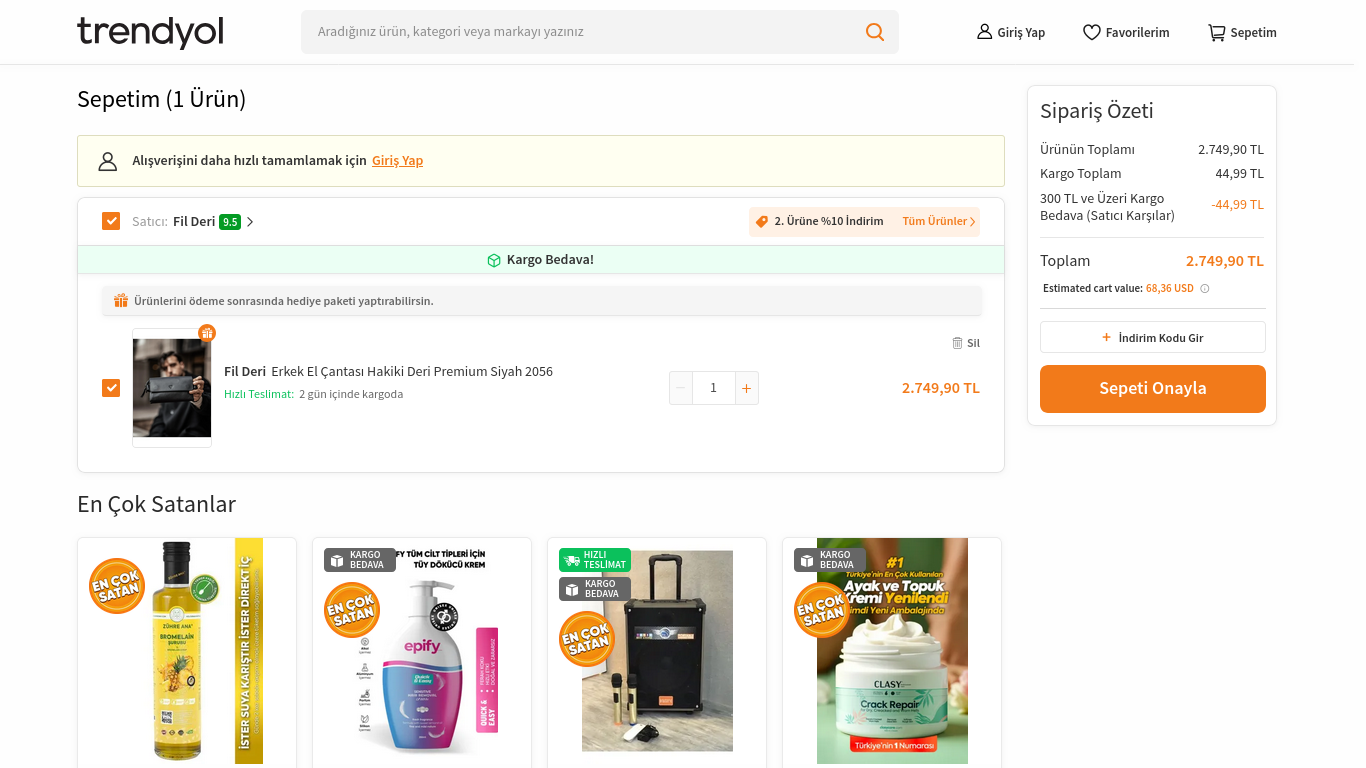 trendyol
Aradığınız ürün, kategori veya markayı yazınız
Giriş Yap
Favorilerim
Sepetim
Sepetim (1 Ürün)
Alışverişini daha hızlı tamamlamak için Giriş Yap
Satıcı: Fil Deri 9.5
2. Ürüne %10 İndirim
Tüm Ürünler
Kargo Bedava!
Ürünlerini ödeme sonrasında hediye paketi yaptırabilirsin.
Sil
Fil Deri Erkek El Çantası Hakiki Deri Premium Siyah 2056
Hızlı Teslimat: 2 gün içinde kargoda
1
2.749,90 TL
Sipariş Özeti
Ürünün Toplamı 2.749,90 TL
Kargo Toplam 44,99 TL
300 TL ve Üzeri Kargo
Bedava (Satıcı Karşılar) -44,99 TL
Toplam 2.749,90 TL
Estimated cart value: 68,36 USD
+ İndirim Kodu Gir
Sepeti Onayla
En Çok Satanlar
EN ÇOK
SATAN
ZÜHRE ANA
BROMELAIN
ŞURUBU
İSTER SUYA KARIŞTIR İSTER DİREKT İÇ
KARGO
BEDAVA
FY TÜM CİLT TİPLERİ İÇİN
TÜY DÖKÜCÜ KREM
EN ÇOK
SATAN
epify
Quick
& Easy
QUICK &
EASY
HIZLI
TESLİMAT
KARGO
BEDAVA
EN ÇOK
SATAN
KARGO
BEDAVA
#1
Türkiye'nin En Çok Kullanılan
Ayak ve Topuk
Kremi Yenilendi
Şimdi Yeni Ambalajında
EN ÇOK
SATAN
CLASY
Crack Repair
Türkiye'nin 1 Numarası